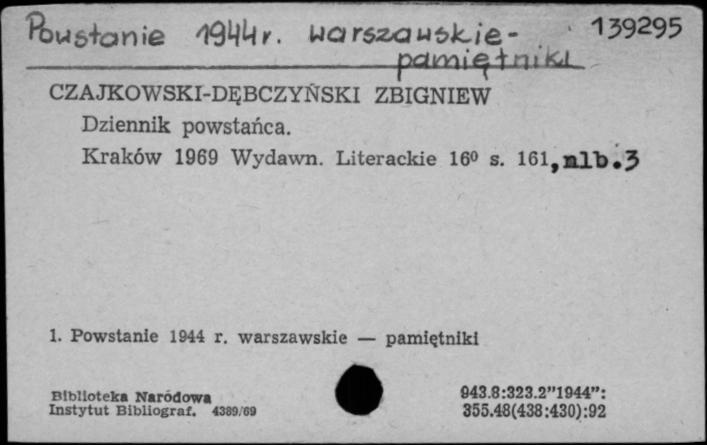 Powstanie 1944 r. warszawskie - 139295
pamiętniki
CZAJKOWSKI-DĘBCZYŃSKI ZBIGNIEW
Dziennik powstańca.
Kraków 1969 Wydawn. Literackie 16⁰ s. 161, nlb. 3
1. Powstanie 1944 r. warszawskie — pamiętniki
Biblioteka Narodowa
Instytut Bibliograf. 4389/69
943.8:323.2”1944”:
355.48(438:430):92